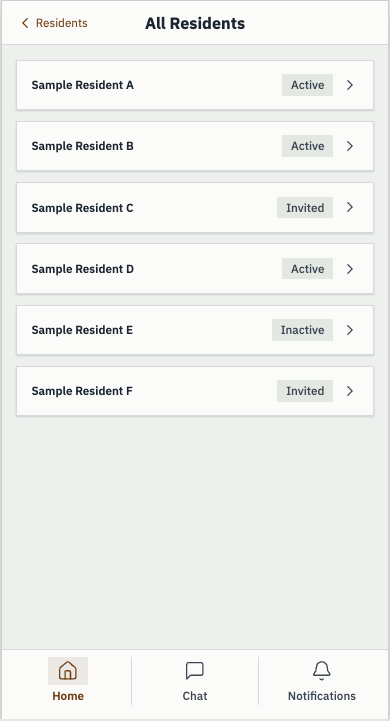 Residents
All Residents
Sample Resident A Active
Sample Resident B Active
Sample Resident C Invited
Sample Resident D Active
Sample Resident E Inactive
Sample Resident F Invited
Home Chat Notifications